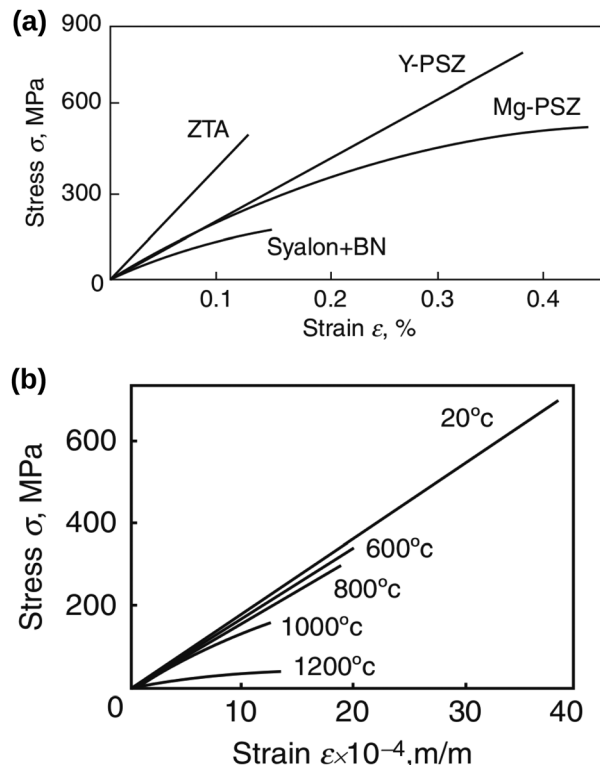 (a)
900
600
300
0
Stress σ, MPa
ZTA
Y-PSZ
Mg-PSZ
Syalon+BN
0.1 0.2 0.3 0.4
Strain ε, %
(b)
600
400
200
0
Stress σ, MPa
20°c
600°c
800°c
1000°c
1200°c
10 20 30 40
Strain ε×10⁻⁴,m/m